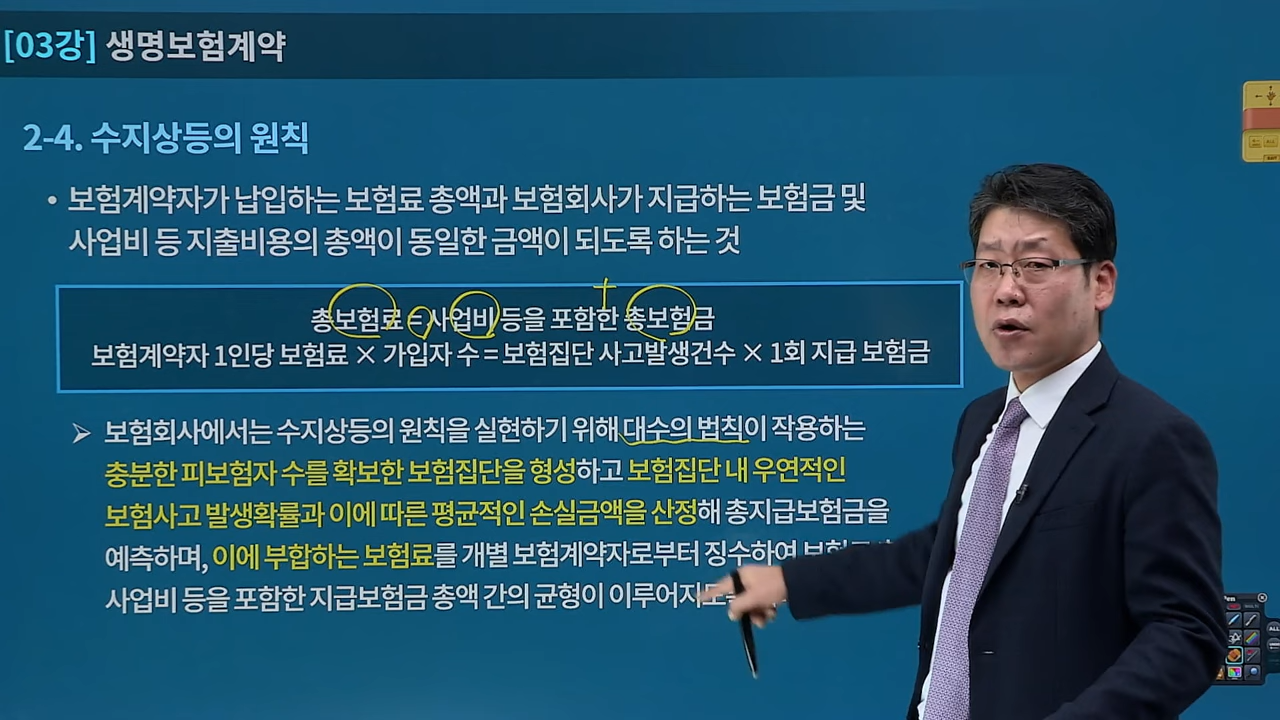 [03강] 생명보험계약
2-4. 수지상등의 원칙
• 보험계약자가 납입하는 보험료 총액과 보험회사가 지급하는 보험금 및
사업비 등 지출비용의 총액이 동일한 금액이 되도록 하는 것
총보험료 = 사업비 등을 포함한 총보험금
보험계약자 1인당 보험료 × 가입자 수 = 보험집단 사고발생건수 × 1회 지급 보험금
➢ 보험회사에서는 수지상등의 원칙을 실현하기 위해 대수의 법칙이 작용하는
충분한 피보험자 수를 확보한 보험집단을 형성하고 보험집단 내 우연적인
보험사고 발생확률과 이에 따른 평균적인 손실금액을 산정해 총지급보험금을
예측하며, 이에 부합하는 보험료를 개별 보험계약자로부터 징수하여
사업비 등을 포함한 지급보험금 총액 간의 균형이 이루어지도